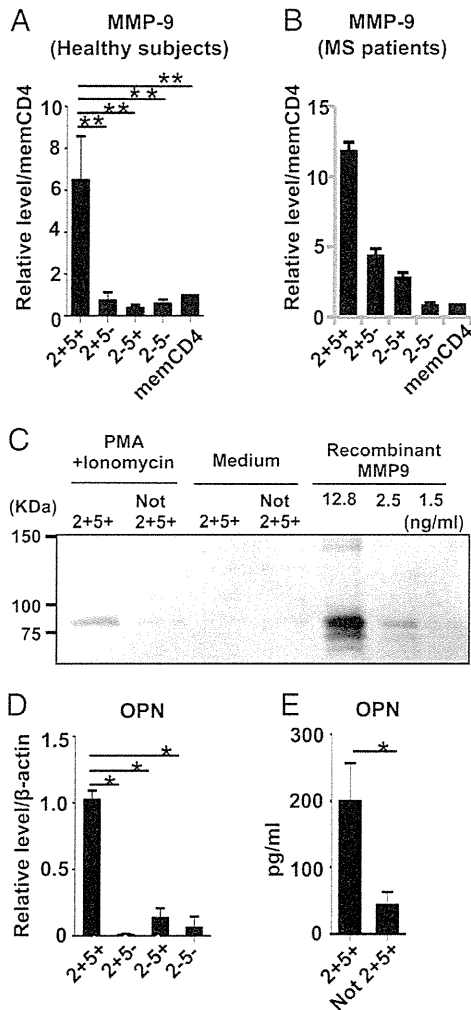 A
MMP-9
(Healthy subjects)
** 
**
**
**
Relative level/memCD4
10
8
6
4
2
0
2+5+
2+5-
2-5+
2-5-
memCD4
B
MMP-9
(MS patients)
Relative level/memCD4
15
10
5
0
2+5+
2+5-
2-5+
2-5-
memCD4
C
PMA
+Ionomycin
Medium
Recombinant
MMP9
(KDa)
2+5+
Not
2+5+
2+5+
Not
2+5+
12.8
2.5
1.5
(ng/ml)
150
100
75
D
OPN
*
*
*
Relative level/β-actin
1.5
1.0
0.5
0
2+5+
2+5-
2-5+
2-5-
E
OPN
*
pg/ml
300
200
100
0
2+5+
Not 2+5+